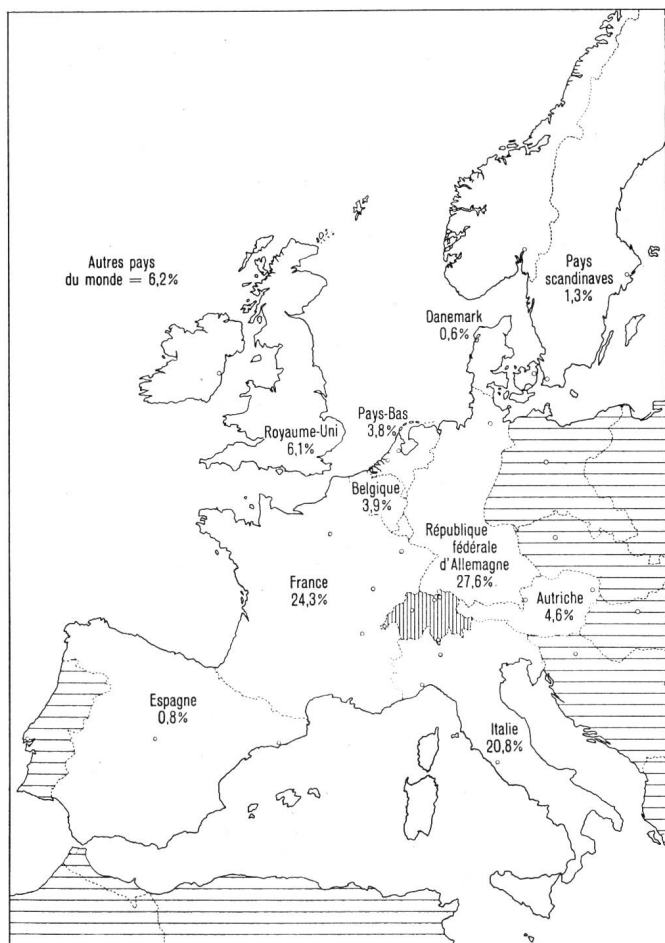 Autres pays
du monde = 6,2%
Pays
scandinaves
1,3%
Danemark
0,6%
Pays-Bas
3,8%
Royaume-Uni
6,1%
Belgique
3,9%
République
fédérale
d'Allemagne
27,6%
France
24,3%
Autriche
4,6%
Espagne
0,8%
Italie
20,8%